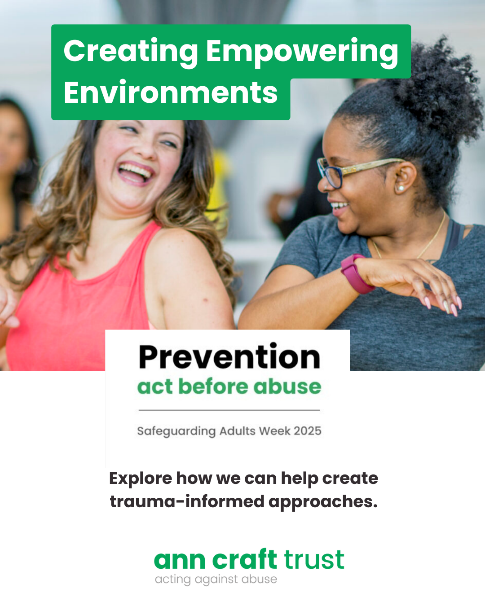 Creating Empowering
Environments
Prevention
act before abuse
Safeguarding Adults Week 2025
Explore how we can help create
trauma-informed approaches.
ann craft trust
acting against abuse